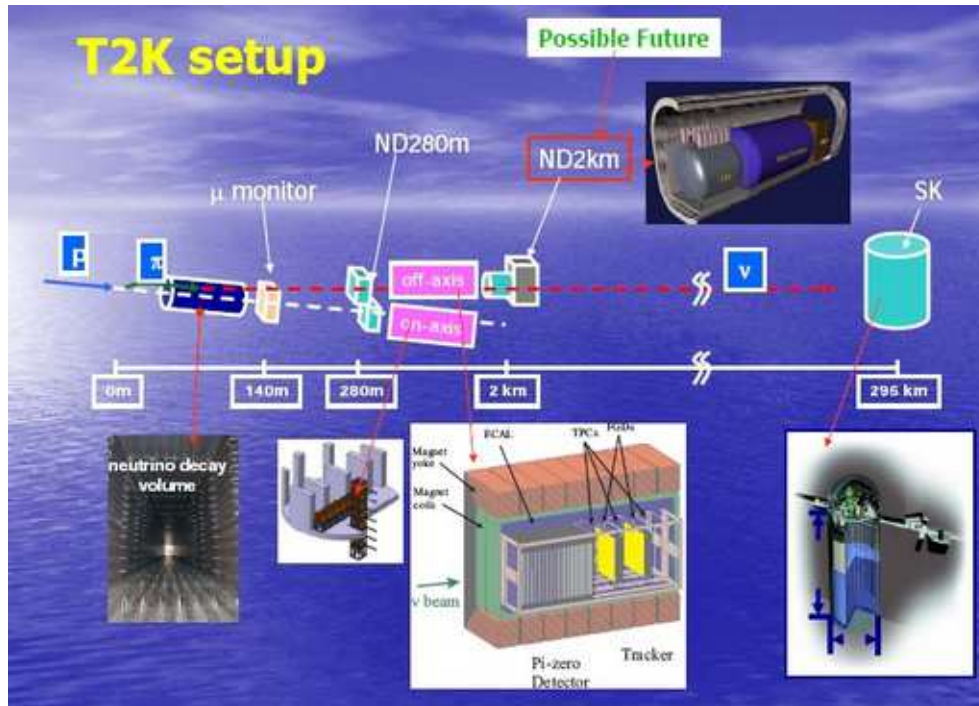 T2K setup
Possible Future
ND280m
ND2km
μ monitor
SK
p
π
off-axis
ν
on-axis
0m
140m
280m
2 km
295 km
neutrino decay
volume
ECAL
TPCs
FGDs
Magnet
yoke
Magnet
coils
ν beam
Pi-zero
Detector
Tracker